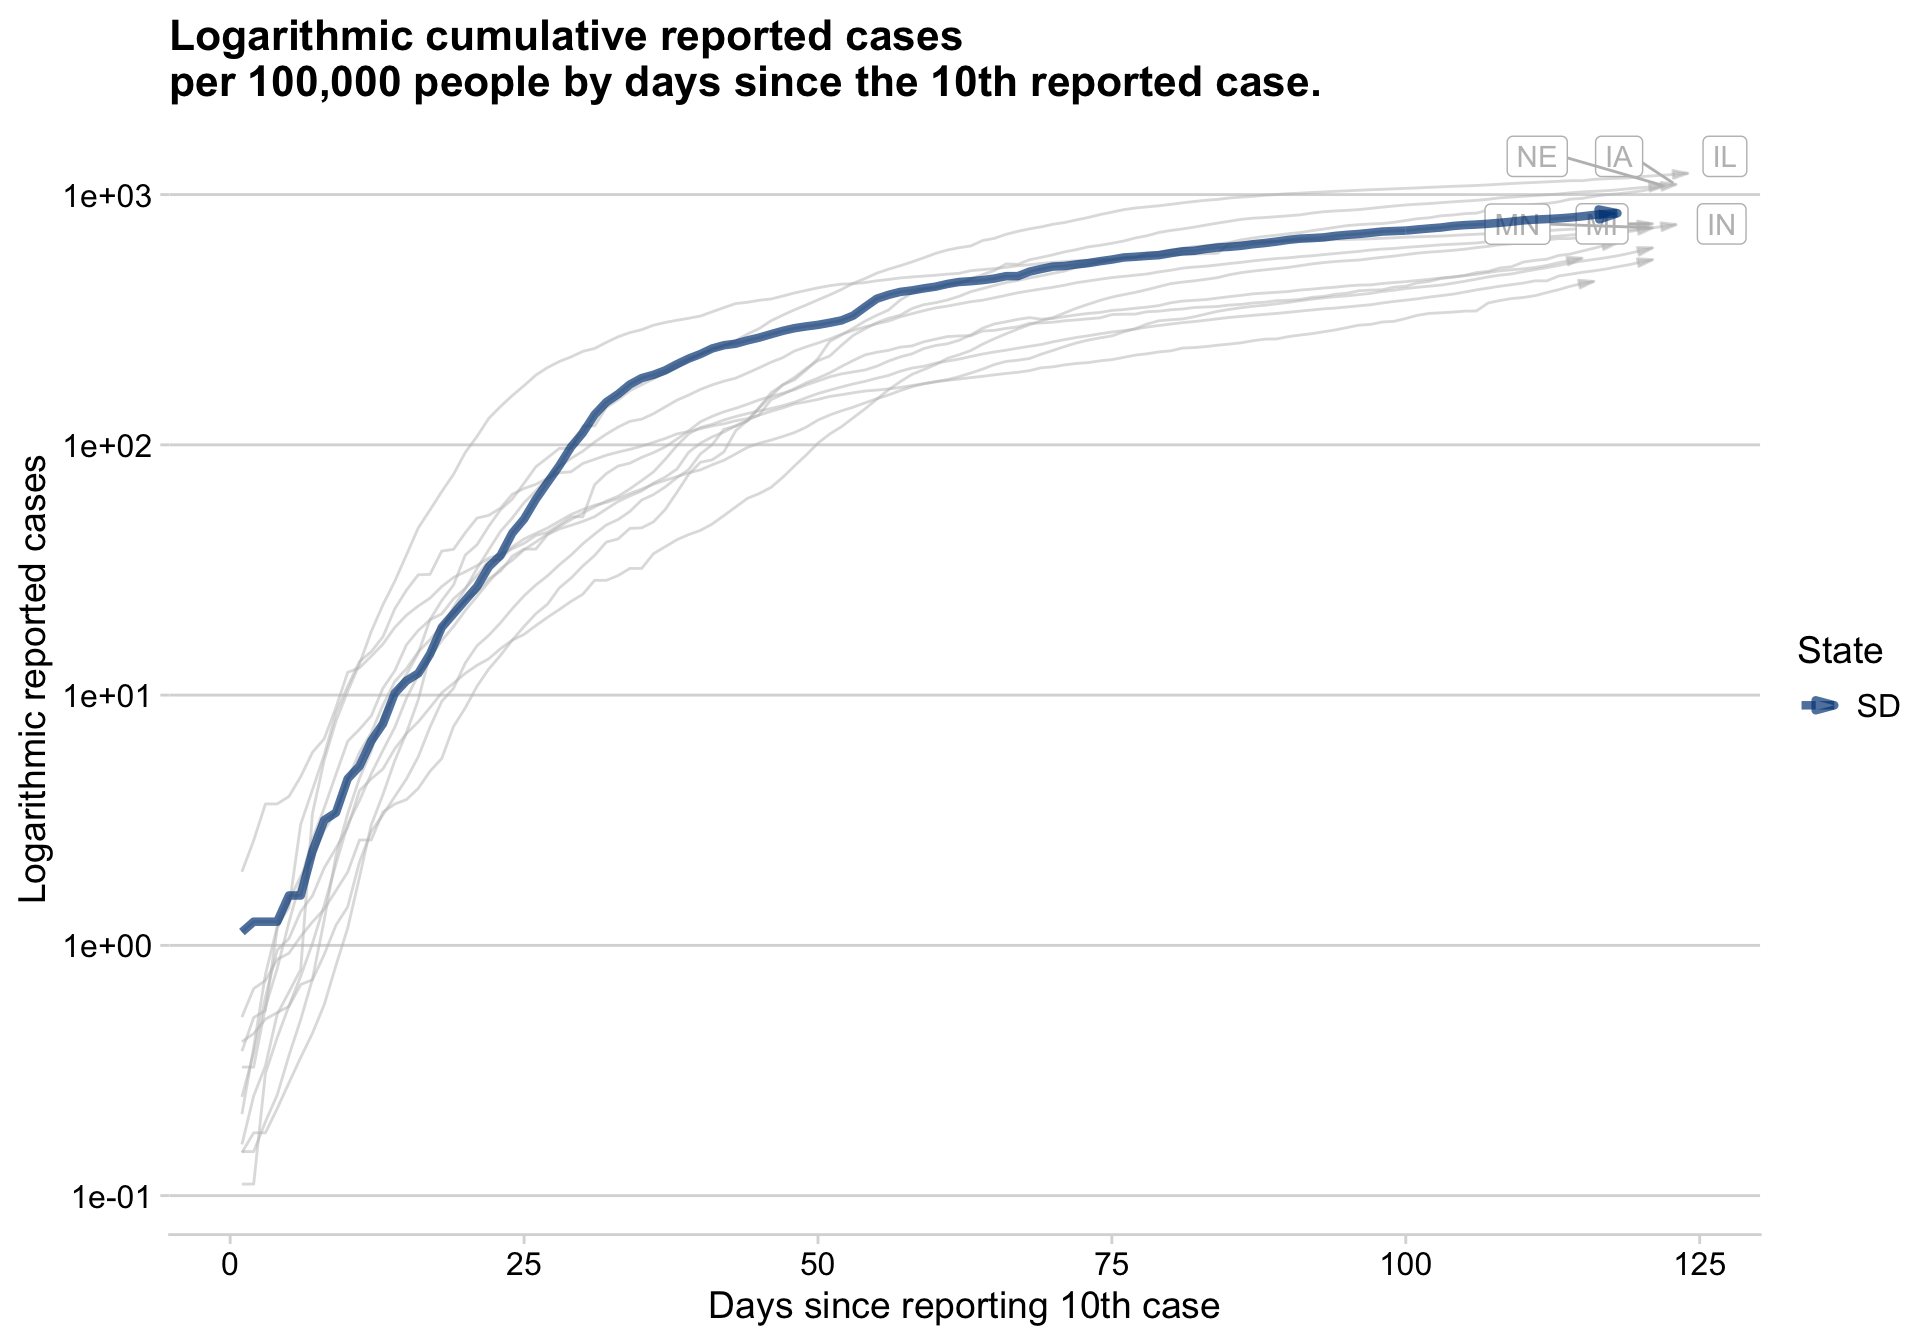 Logarithmic cumulative reported cases
per 100,000 people by days since the 10th reported case.
NE IA IL
1e+03
MN MI IN
1e+02
1e+01
1e+00
1e-01
Logarithmic reported cases
State
SD
0 25 50 75 100 125
Days since reporting 10th case